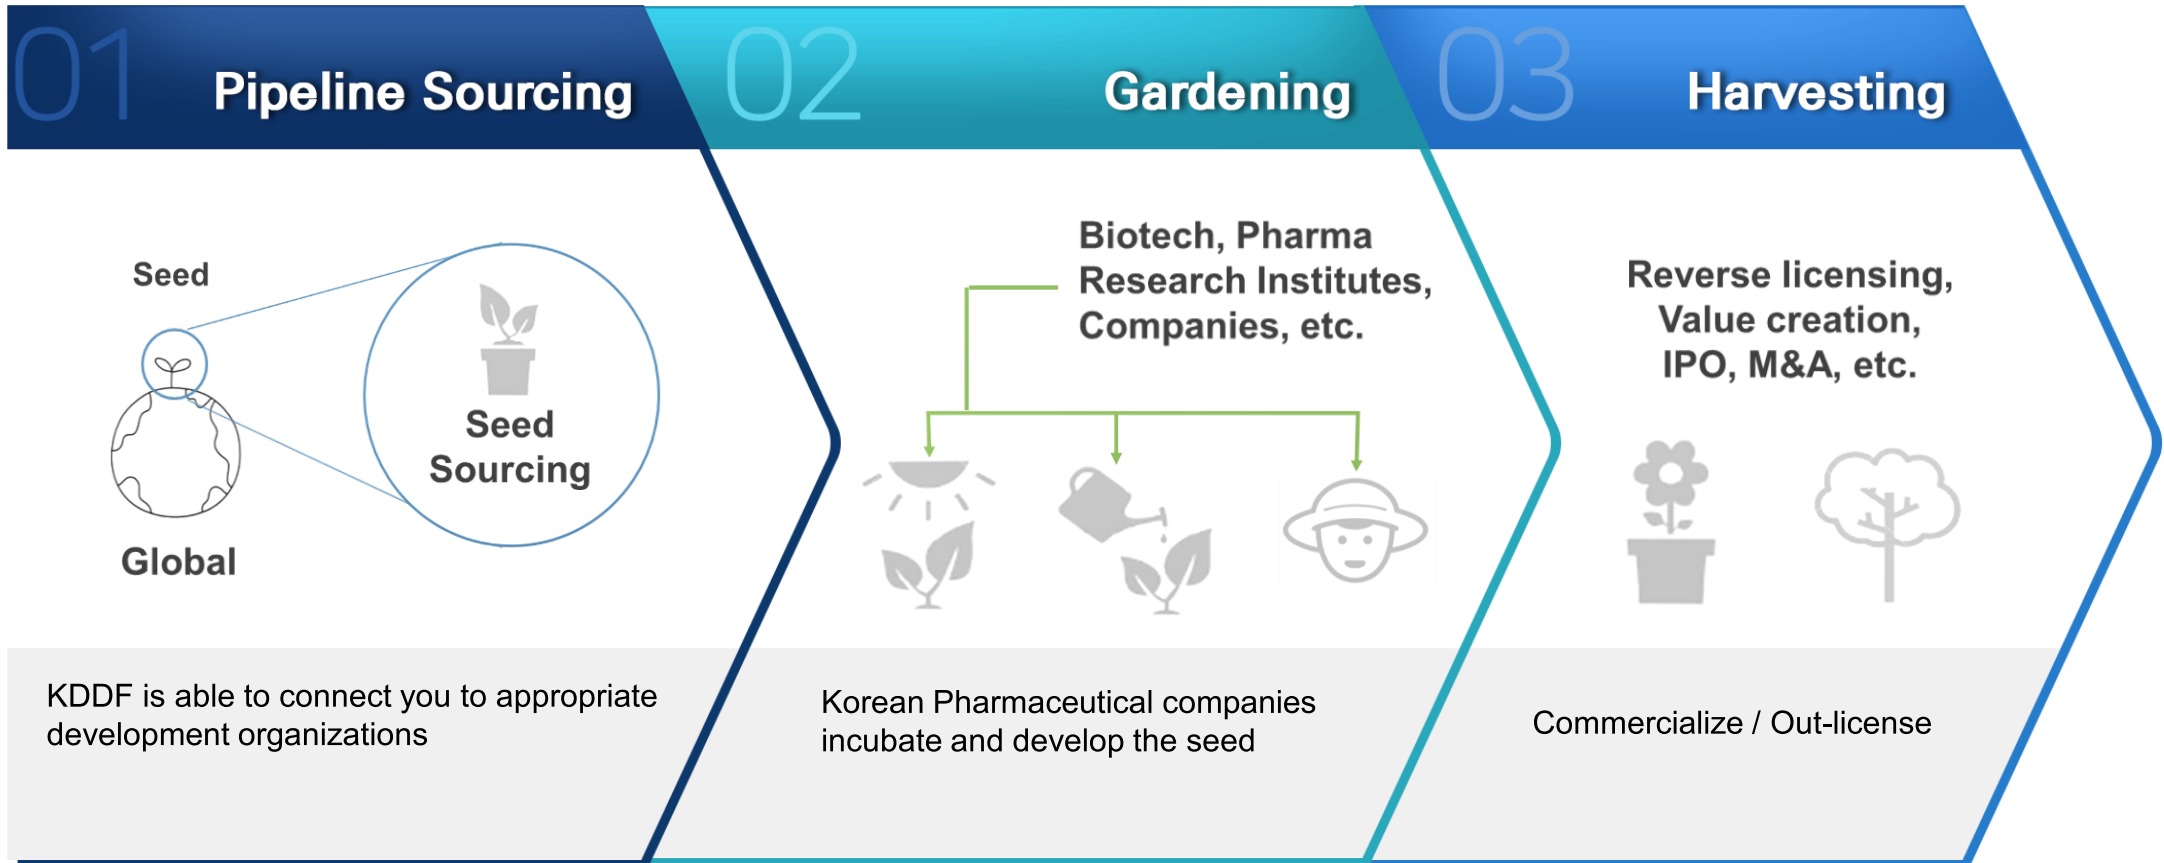 01
Pipeline Sourcing
Seed
Global
Seed
Sourcing
KDDF is able to connect you to appropriate
development organizations
02
Gardening
Biotech, Pharma
Research Institutes,
Companies, etc.
Korean Pharmaceutical companies
incubate and develop the seed
03
Harvesting
Reverse licensing,
Value creation,
IPO, M&A, etc.
Commercialize / Out-license